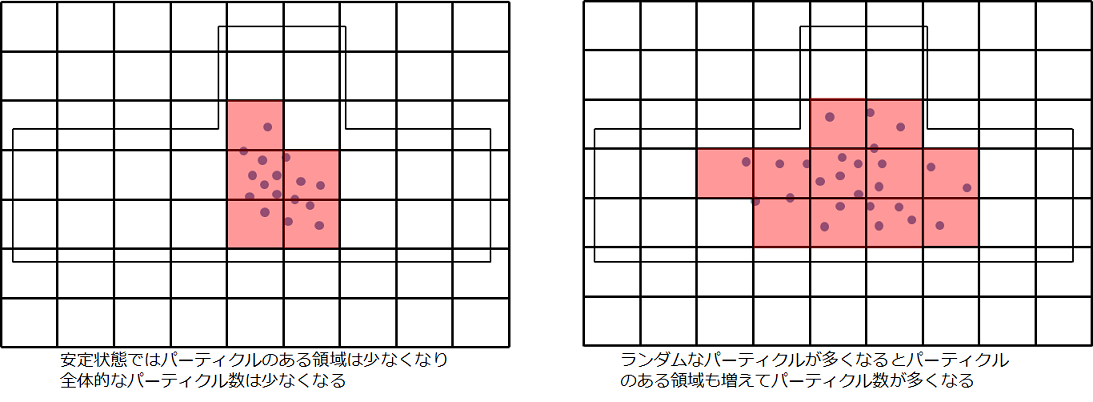 安定状態ではパーティクルのある領域は少なくなり
全体的なパーティクル数は少なくなる
ランダムなパーティクルが多くなるとパーティクル
のある領域も増えてパーティクル数が多くなる